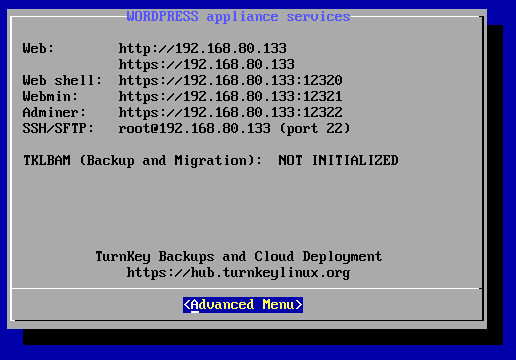 WORDPRESS appliance services
Web: http://192.168.80.133
https://192.168.80.133
Web shell: https://192.168.80.133:12320
Webmin: https://192.168.80.133:12321
Adminer: https://192.168.80.133:12322
SSH/SFTP: root@192.168.80.133 (port 22)
TKLBAM (Backup and Migration): NOT INITIALIZED
TurnKey Backups and Cloud Deployment
https://hub.turnkeylinux.org
<Advanced Menu>